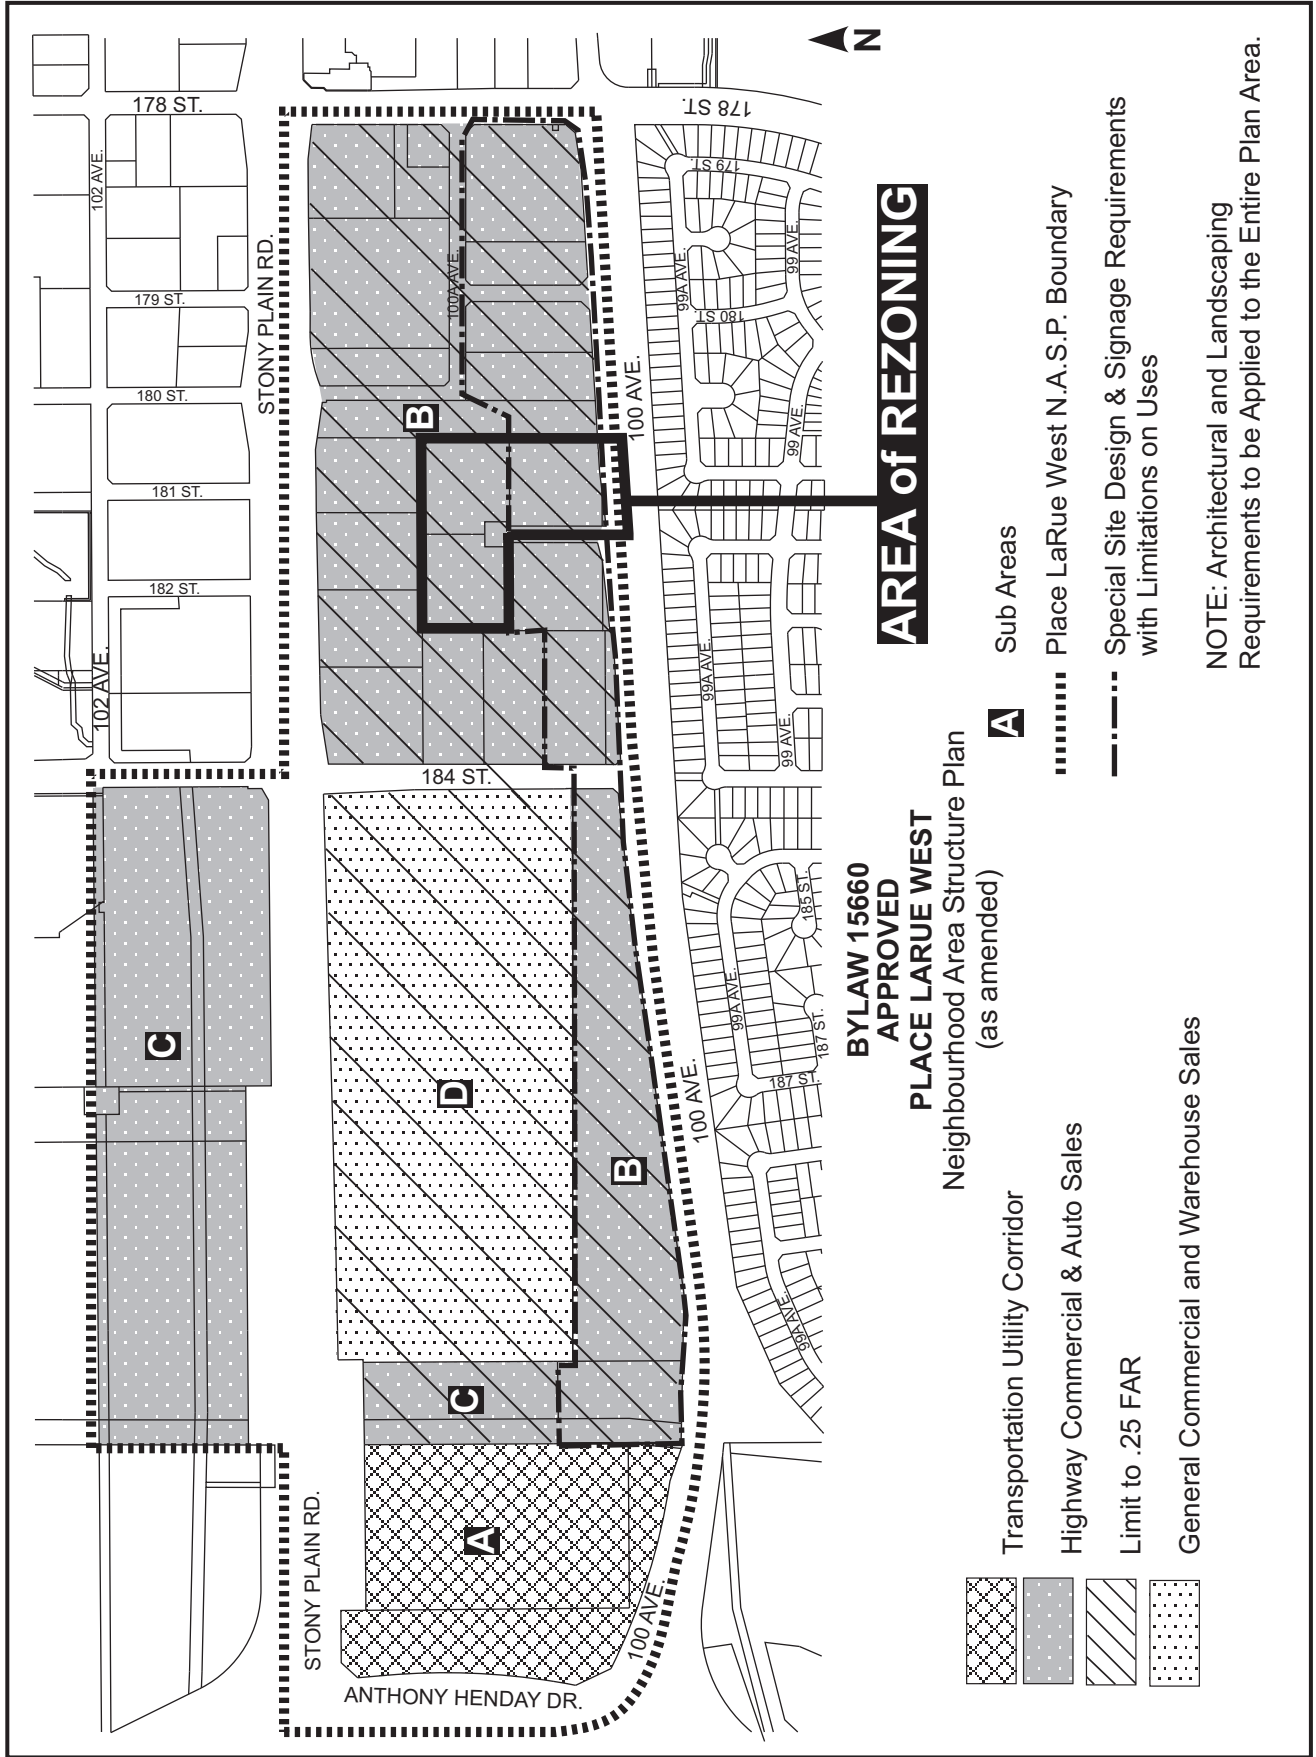 178 ST.
102 AVE.
179 ST.
180 ST.
181 ST.
182 ST.
102 AVE.
STONY PLAIN RD.
178 ST.
100A AVE.
B
184 ST.
C
D
B
C
A
STONY PLAIN RD.
ANTHONY HENDAY DR.
100 AVE.
100 AVE.
100 AVE.
179 ST.
99A AVE.
99 AVE.
180 ST.
99 AVE.
99A AVE.
99 AVE.
185 ST.
99A AVE.
187 ST.
187 ST.
99A AVE.
N
AREA of REZONING
BYLAW 15660
APPROVED
PLACE LARUE WEST
Neighbourhood Area Structure Plan
(as amended)
Transportation Utility Corridor
Highway Commercial & Auto Sales
Limit to .25 FAR
General Commercial and Warehouse Sales
A
Sub Areas
Place LaRue West N.A.S.P. Boundary
Special Site Design & Signage Requirements
with Limitations on Uses
NOTE: Architectural and Landscaping
Requirements to be Applied to the Entire Plan Area.